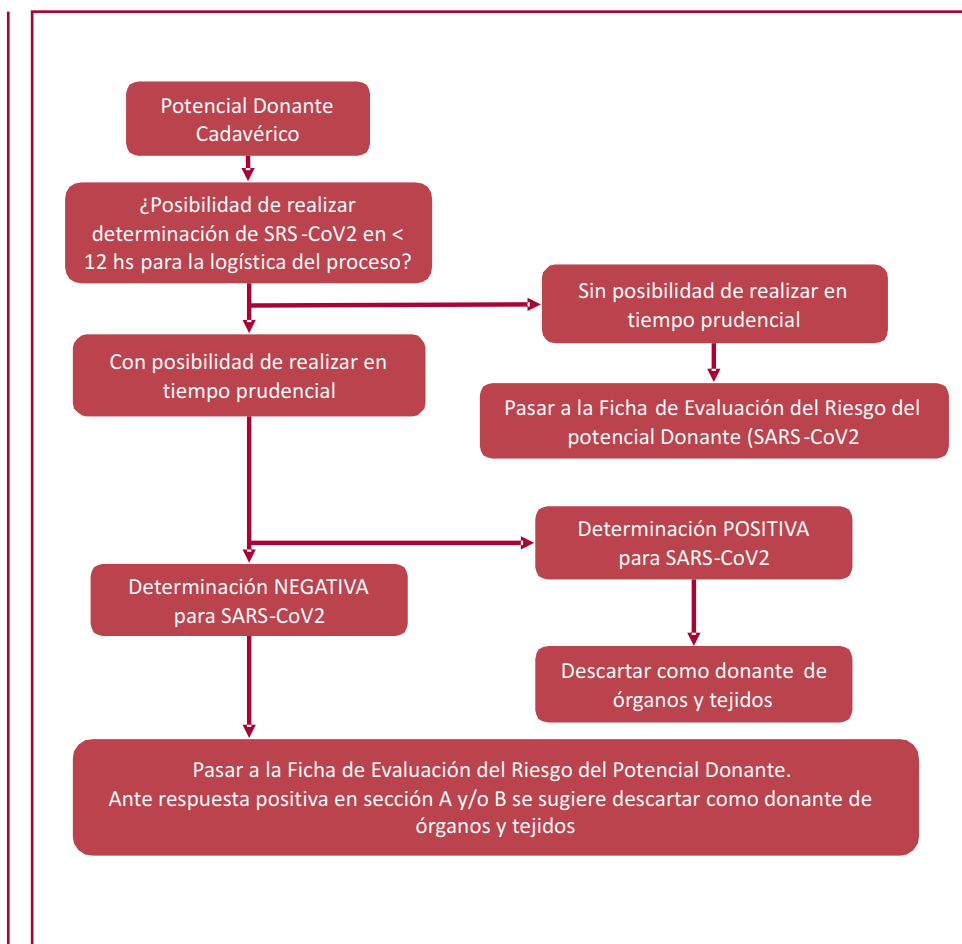 Potencial Donante
Cadavérico
¿Posibilidad de realizar
determinación de SRS-CoV2 en <
12 hs para la logística del proceso?
Sin posibilidad de realizar en
tiempo prudencial
Con posibilidad de realizar en
tiempo prudencial
Pasar a la Ficha de Evaluación del Riesgo del
potencial Donante (SARS-CoV2
Determinación POSITIVA
para SARS-CoV2
Determinación NEGATIVA
para SARS-CoV2
Descartar como donante de
órganos y tejidos
Pasar a la Ficha de Evaluación del Riesgo del Potencial Donante.
Ante respuesta positiva en sección A y/o B se sugiere descartar como donante de
órganos y tejidos